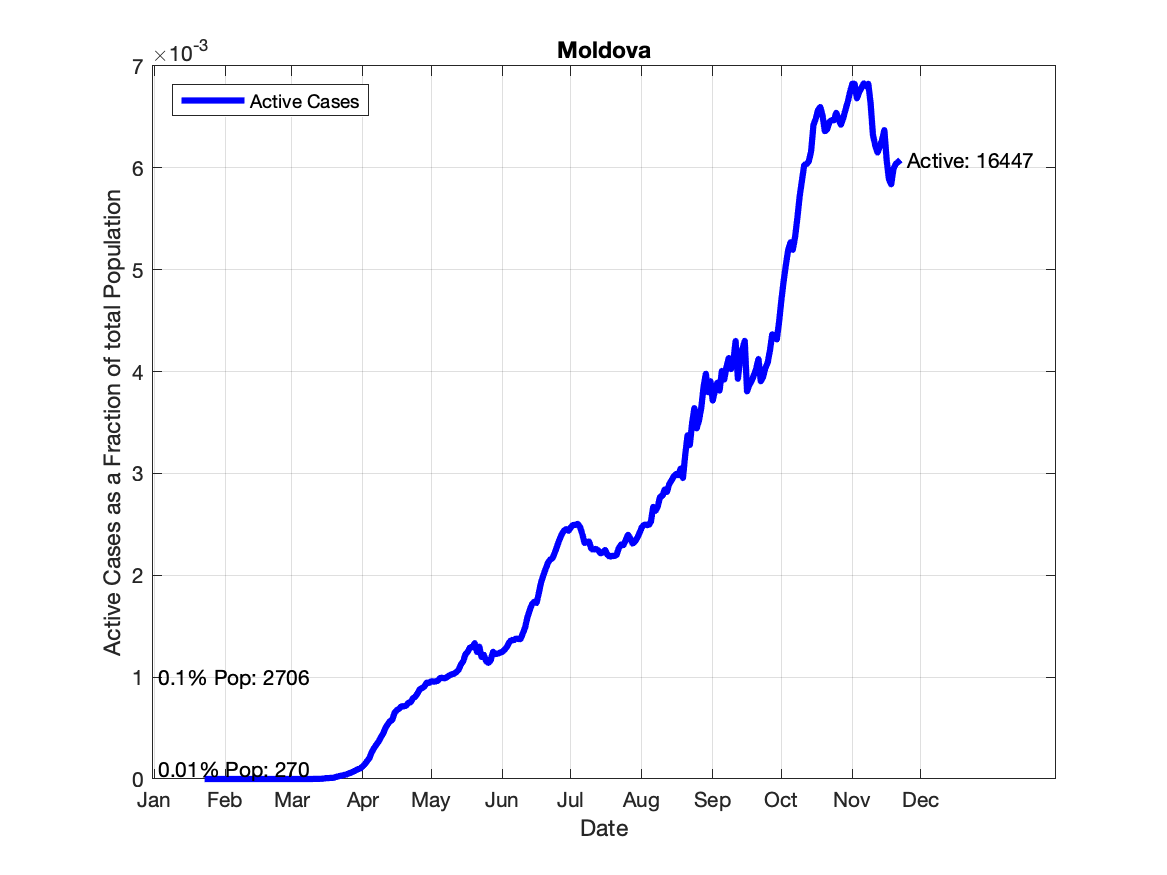 Moldova
×10-3
Active Cases
7
6
5
4
3
2
1
0
Active Cases as a Fraction of total Population
Active: 16447
0.1% Pop: 2706
0.01% Pop: 270
Jan Feb Mar Apr May Jun Jul Aug Sep Oct Nov Dec
Date